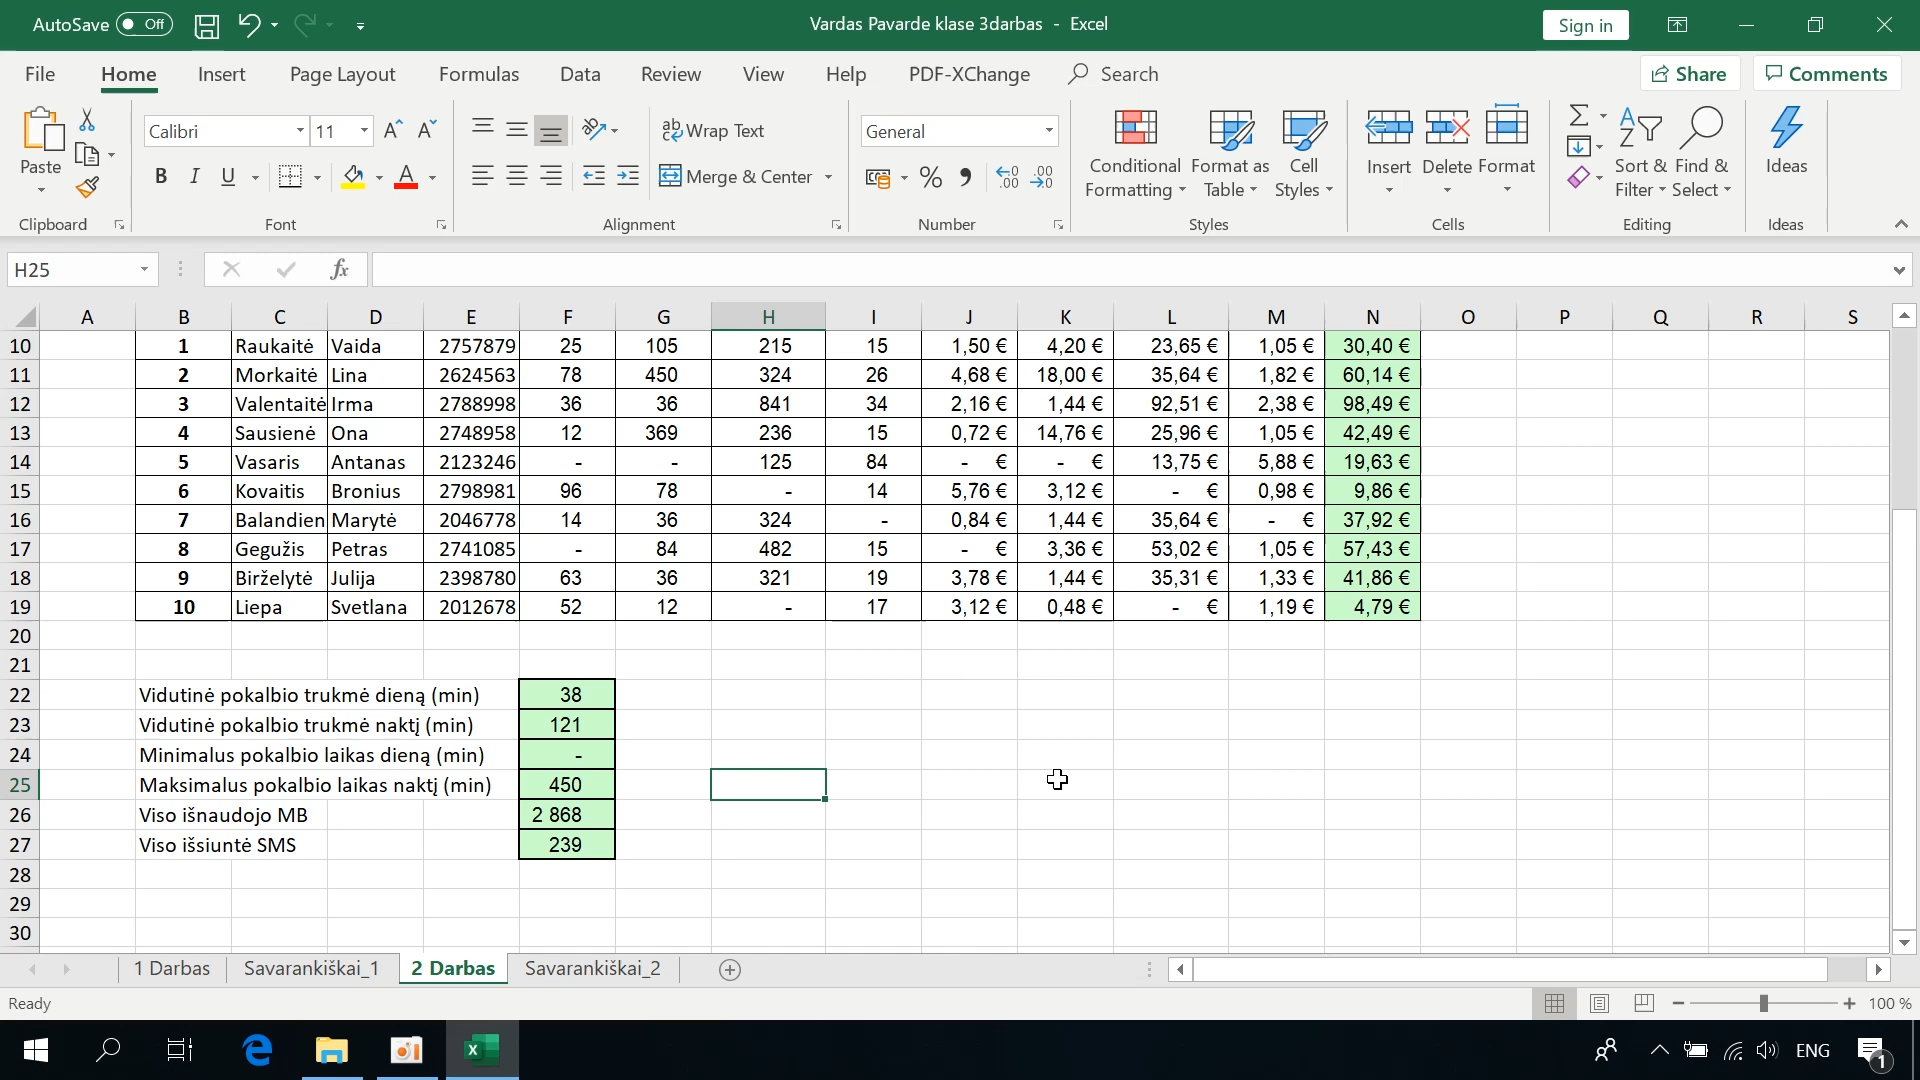 AutoSave Off Vardas Pavarde klase 3darbas - Excel Sign in
File Home Insert Page Layout Formulas Data Review View Help PDF-XChange Search Share Comments
Paste
Calibri 11 A A
B I U A
ab Wrap Text
Merge & Center
General
% 9 ,00 ,00
Conditional Formatting
Format as Table
Cell Styles
Insert Delete Format
Sort & Filter
Find & Select
Ideas
Clipboard Font Alignment Number Styles Cells Editing Ideas
H25 fx
A B C D E F G H I J K L M N O P Q R S
10 1 Raukaitė Vaida 2757879 25 105 215 15 1,50 € 4,20 € 23,65 € 1,05 € 30,40 €
11 2 Morkaitė Lina 2624563 78 450 324 26 4,68 € 18,00 € 35,64 € 1,82 € 60,14 €
12 3 Valentaitė Irma 2788998 36 36 841 34 2,16 € 1,44 € 92,51 € 2,38 € 98,49 €
13 4 Sausienė Ona 2748958 12 369 236 15 0,72 € 14,76 € 25,96 € 1,05 € 42,49 €
14 5 Vasaris Antanas 2123246 - - 125 84 - € - € 13,75 € 5,88 € 19,63 €
15 6 Kovaitis Bronius 2798981 96 78 - 14 5,76 € 3,12 € - € 0,98 € 9,86 €
16 7 Balandien Marytė 2046778 14 36 324 - 0,84 € 1,44 € 35,64 € - € 37,92 €
17 8 Gegužis Petras 2741085 - 84 482 15 - € 3,36 € 53,02 € 1,05 € 57,43 €
18 9 Birželytė Julija 2398780 63 36 321 19 3,78 € 1,44 € 35,31 € 1,33 € 41,86 €
19 10 Liepa Svetlana 2012678 52 12 - 17 3,12 € 0,48 € - € 1,19 € 4,79 €
20
21
22 Vidutinė pokalbio trukmė dieną (min) 38
23 Vidutinė pokalbio trukmė naktį (min) 121
24 Minimalus pokalbio laikas dieną (min) -
25 Maksimalus pokalbio laikas naktį (min) 450
26 Viso išnaudojo MB 2 868
27 Viso išsiuntė SMS 239
28
29
30
1 Darbas Savarankiškai_1 2 Darbas Savarankiškai_2
Ready 100 %
ENG 1